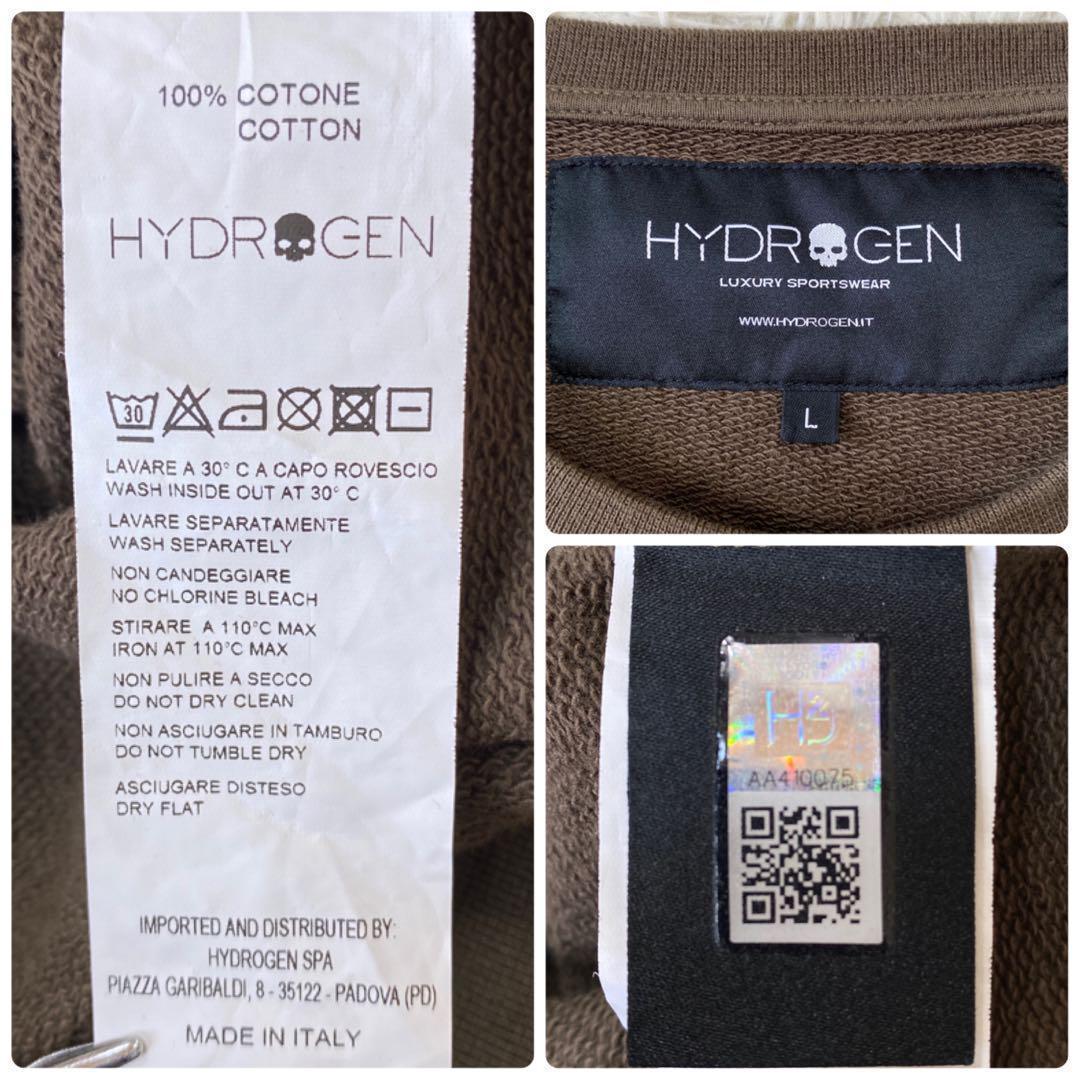 100% COTONE
COTTON
HYDROGEN
30
LAVARE A 30° C A CAPO ROVESCIO
WASH INSIDE OUT AT 30° C
LAVARE SEPARATAMENTE
WASH SEPARATELY
NON CANDEGGIARE
NO CHLORINE BLEACH
STIRARE A 110°C MAX
IRON AT 110°C MAX
NON PULIRE A SECCO
DO NOT DRY CLEAN
NON ASCIUGARE IN TAMBURO
DO NOT TUMBLE DRY
ASCIUGARE DISTESO
DRY FLAT
IMPORTED AND DISTRIBUTED BY:
HYDROGEN SPA
PIAZZA GARIBALDI, 8 - 35122 - PADOVA (PD)
MADE IN ITALY
HYDROGEN
LUXURY SPORTSWEAR
WWW.HYDROGEN.IT
L
AA410075